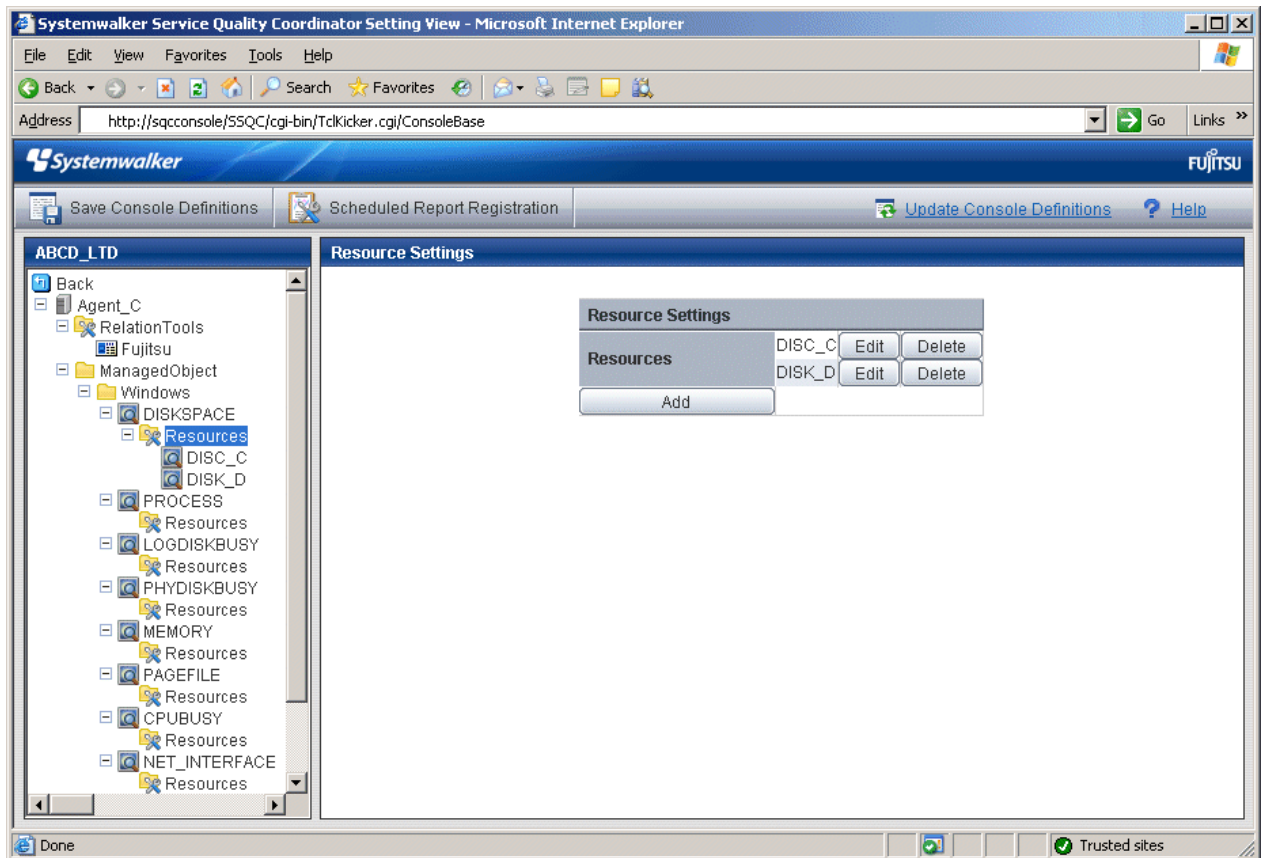 Systemwalker Service Quality Coordinator Setting View - Microsoft Internet Explorer
File Edit View Favorites Tools Help
Back Search Favorites
Address http://sqcconsole/SSQC/cgi-bin/TclKicker.cgi/ConsoleBase Go Links »
Systemwalker FUJITSU
Save Console Definitions Scheduled Report Registration Update Console Definitions ? Help
ABCD_LTD
Back
Agent_C
RelationTools
Fujitsu
ManagedObject
Windows
DISKSPACE
Resources
DISC_C
DISK_D
PROCESS
Resources
LOGDISKBUSY
Resources
PHYDISKBUSY
Resources
MEMORY
Resources
PAGEFILE
Resources
CPUBUSY
Resources
NET_INTERFACE
Resources
Resource Settings
Resource Settings
Resources
DISC_C Edit Delete
DISK_D Edit Delete
Add
Done Trusted sites